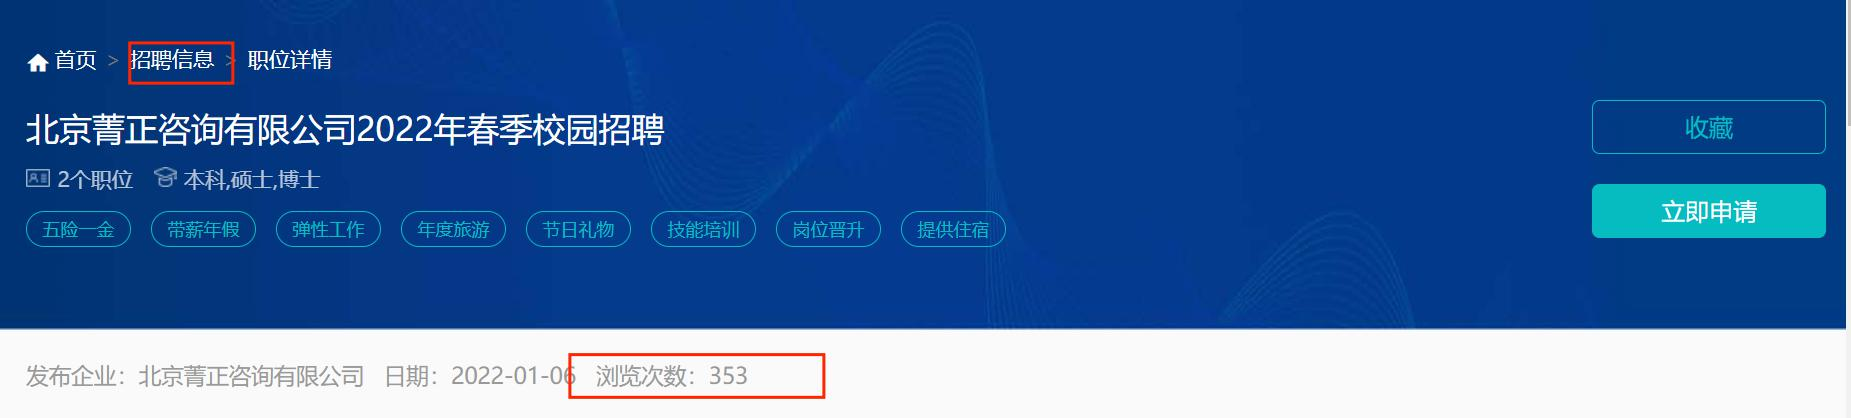 首页 > 招聘信息 > 职位详情
北京菁正咨询有限公司2022年春季校园招聘
收藏
2个职位 本科,硕士,博士
立即申请
五险一金 带薪年假 弹性工作 年度旅游 节日礼物 技能培训 岗位晋升 提供住宿
发布企业：北京菁正咨询有限公司 日期：2022-01-06 浏览次数：353